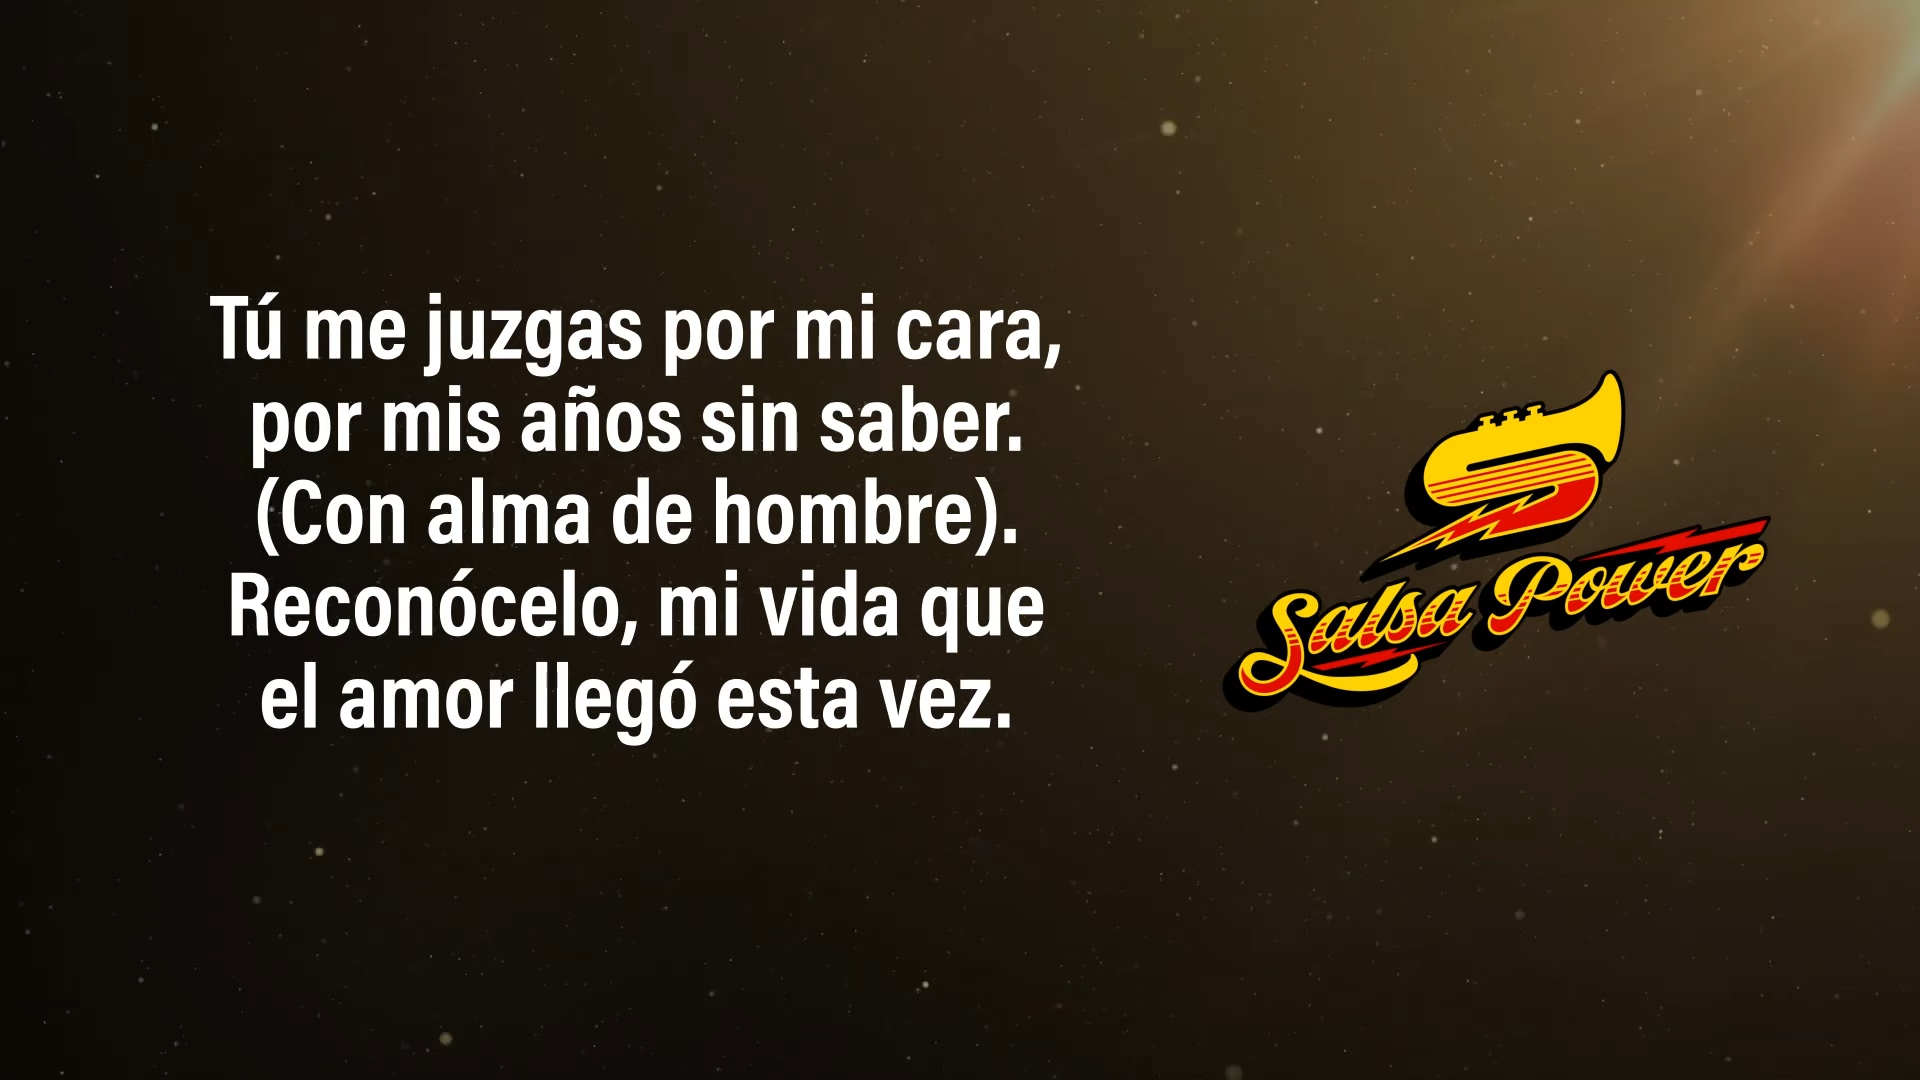 Tú me juzgas por mi cara,
por mis años sin saber.
(Con alma de hombre).
Reconócelo, mi vida que
el amor llegó esta vez.
Salsa Power